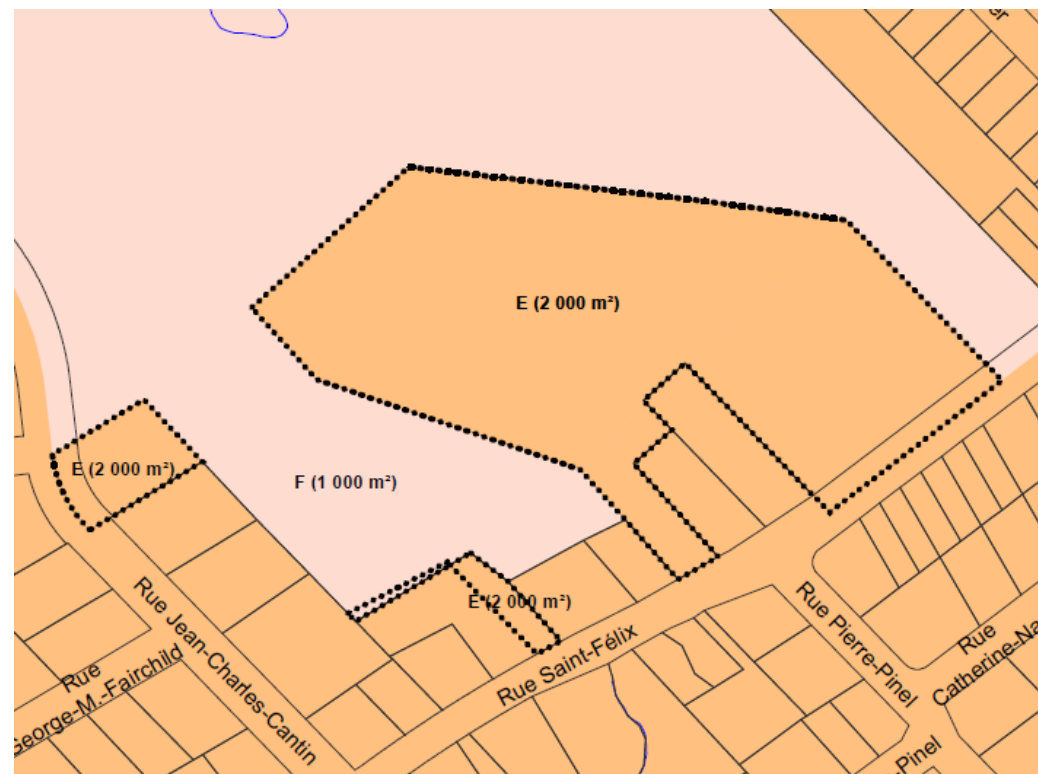 er
E (2 000 m²)
E (2 000 m²)
F (1 000 m²)
E (2 000 m²)
Rue Jean-Charles-Cantin
Rue
George-M.-Fairchild
Rue Saint-Félix
Rue Pierre-Pinel
Rue
Catherine-Na
Pinel